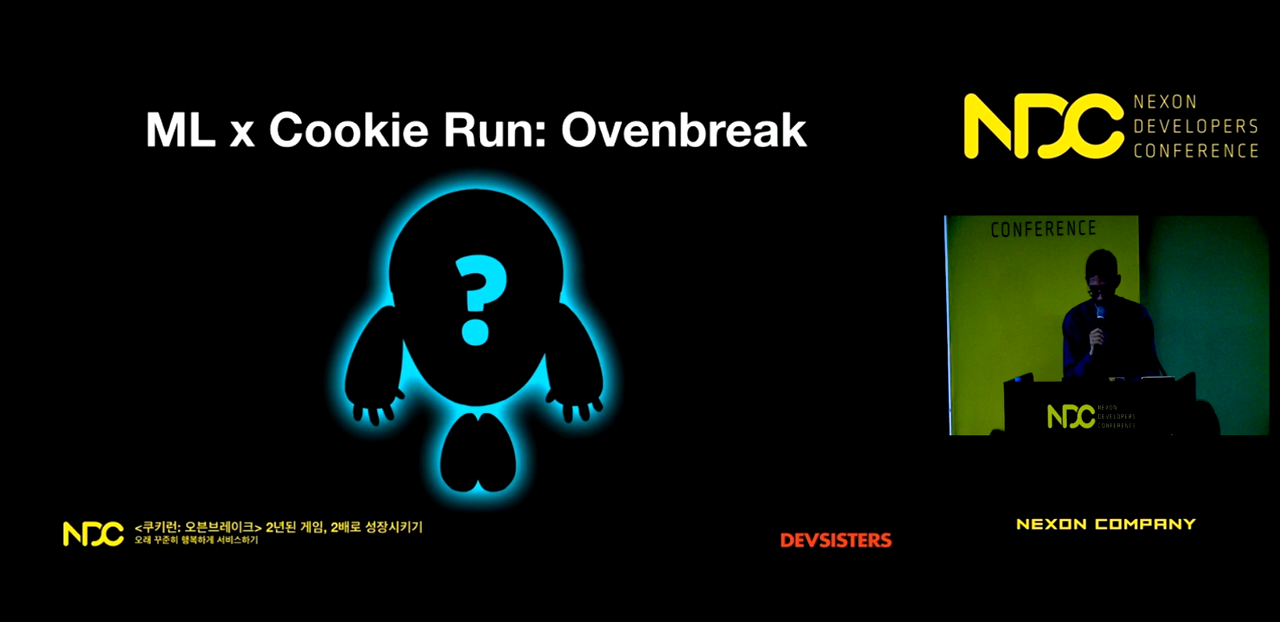 ML x Cookie Run: Ovenbreak
?
NDC
<쿠키런: 오븐브레이크> 2년된 게임, 2배로 성장시키기
오래 꾸준히 행복하게 서비스하기
DEVSISTERS
NDC
NEXON
DEVELOPERS
CONFERENCE
CONFERENCE
NDC
NEXON
DEVELOPERS
CONFERENCE
NEXON COMPANY